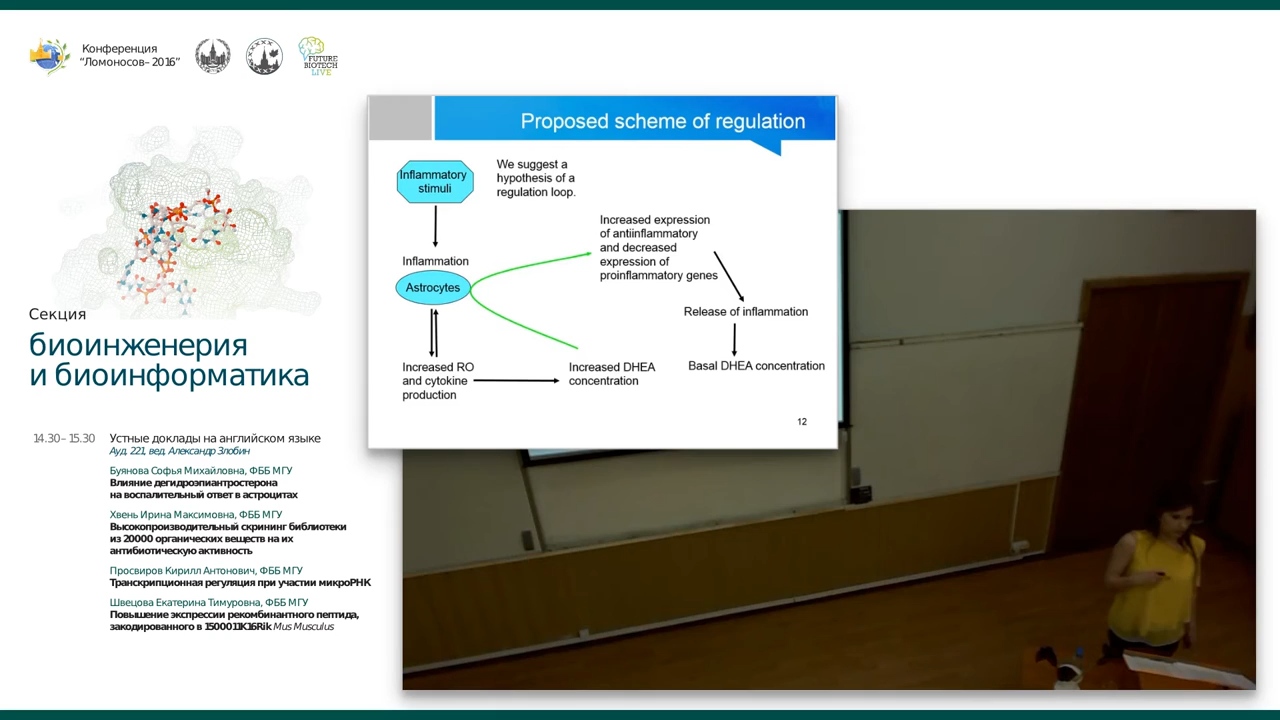 Конференция
“Ломоносов–2016”
FUTURE
BIOTECH
LIVE
Секция
биоинженерия
и биоинформатика
14.30–15.30 Устные доклады на английском языке
Ауд. 221, вед. Александр Злобин
Буянова Софья Михайловна, ФББ МГУ
Влияние дегидроэпиантростерона
на воспалительный ответ в астроцитах
Хвень Ирина Максимовна, ФББ МГУ
Высокопроизводительный скрининг библиотеки
из 20000 органических веществ на их
антибиотическую активность
Просвиров Кирилл Антонович, ФББ МГУ
Транскрипционная регуляция при участии микроРНК
Швецова Екатерина Тимуровна, ФББ МГУ
Повышение экспрессии рекомбинантного пептида,
закодированного в 1500011K16Rik Mus Musculus
Proposed scheme of regulation
Inflammatory
stimuli
We suggest a
hypothesis of a
regulation loop.
Inflammation
Astrocytes
Increased RO
and cytokine
production
Increased DHEA
concentration
Increased expression
of antiinflammatory
and decreased
expression of
proinflammatory genes
Release of inflammation
Basal DHEA concentration
12